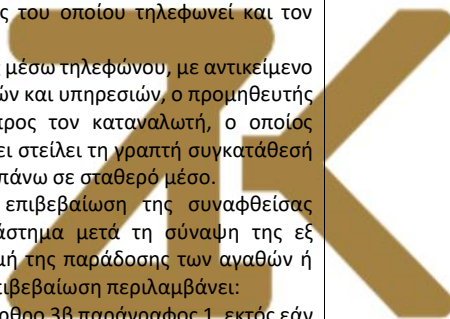 ς του οποίου τηλεφωνεί και τον
μέσω τηλεφώνου, με αντικείμενο
ών και υπηρεσιών, ο προμηθευτής
προς τον καταναλωτή, ο οποίος
ει στείλει τη γραπτή συγκατάθεσή
πάνω σε σταθερό μέσο.
επιβεβαίωση της συναφθείσας
άστημα μετά τη σύναψη της εξ
μή της παράδοσης των αγαθών ή
πιβεβαίωση περιλαμβάνει:
άρθρο 3β παράγραφος 1, εκτός εάν